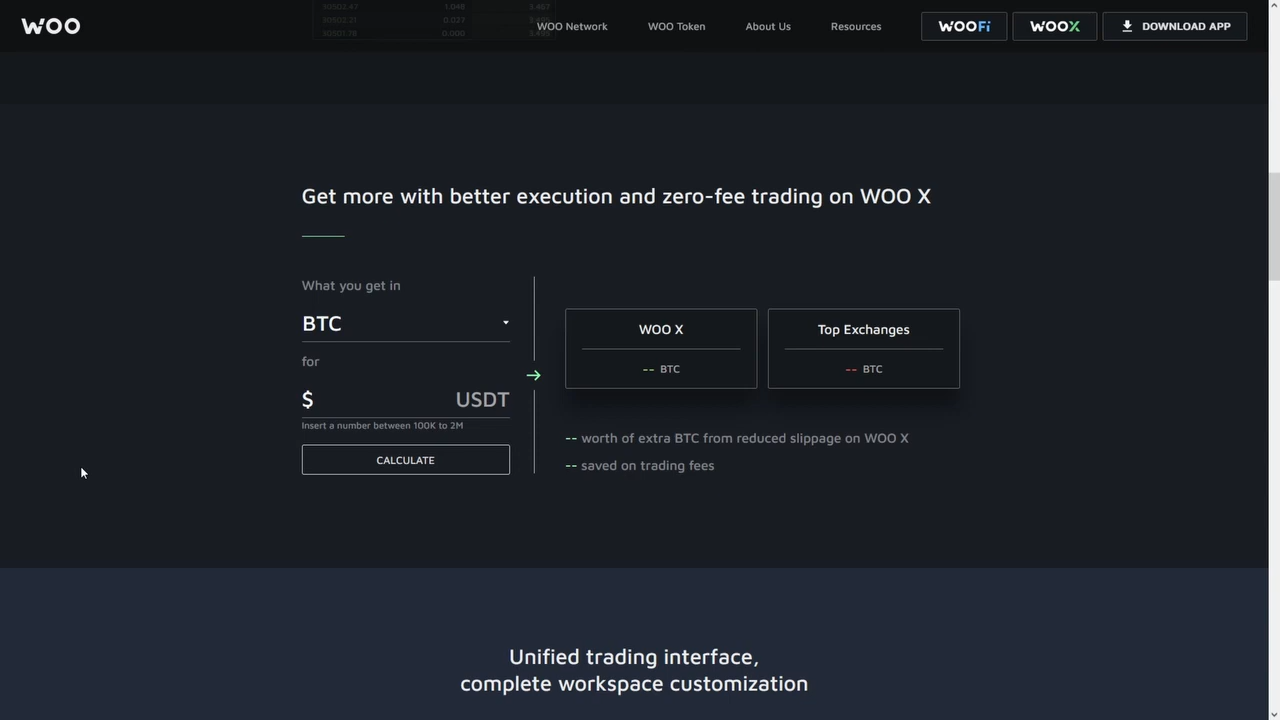 WOO
WOO Network
WOO Token
About Us
Resources
WOOFi
WOOX
DOWNLOAD APP
Get more with better execution and zero-fee trading on WOO X
What you get in
BTC
for
$ USDT
Insert a number between 100K to 2M
CALCULATE
WOO X
-- BTC
Top Exchanges
-- BTC
-- worth of extra BTC from reduced slippage on WOO X
-- saved on trading fees
Unified trading interface,
complete workspace customization